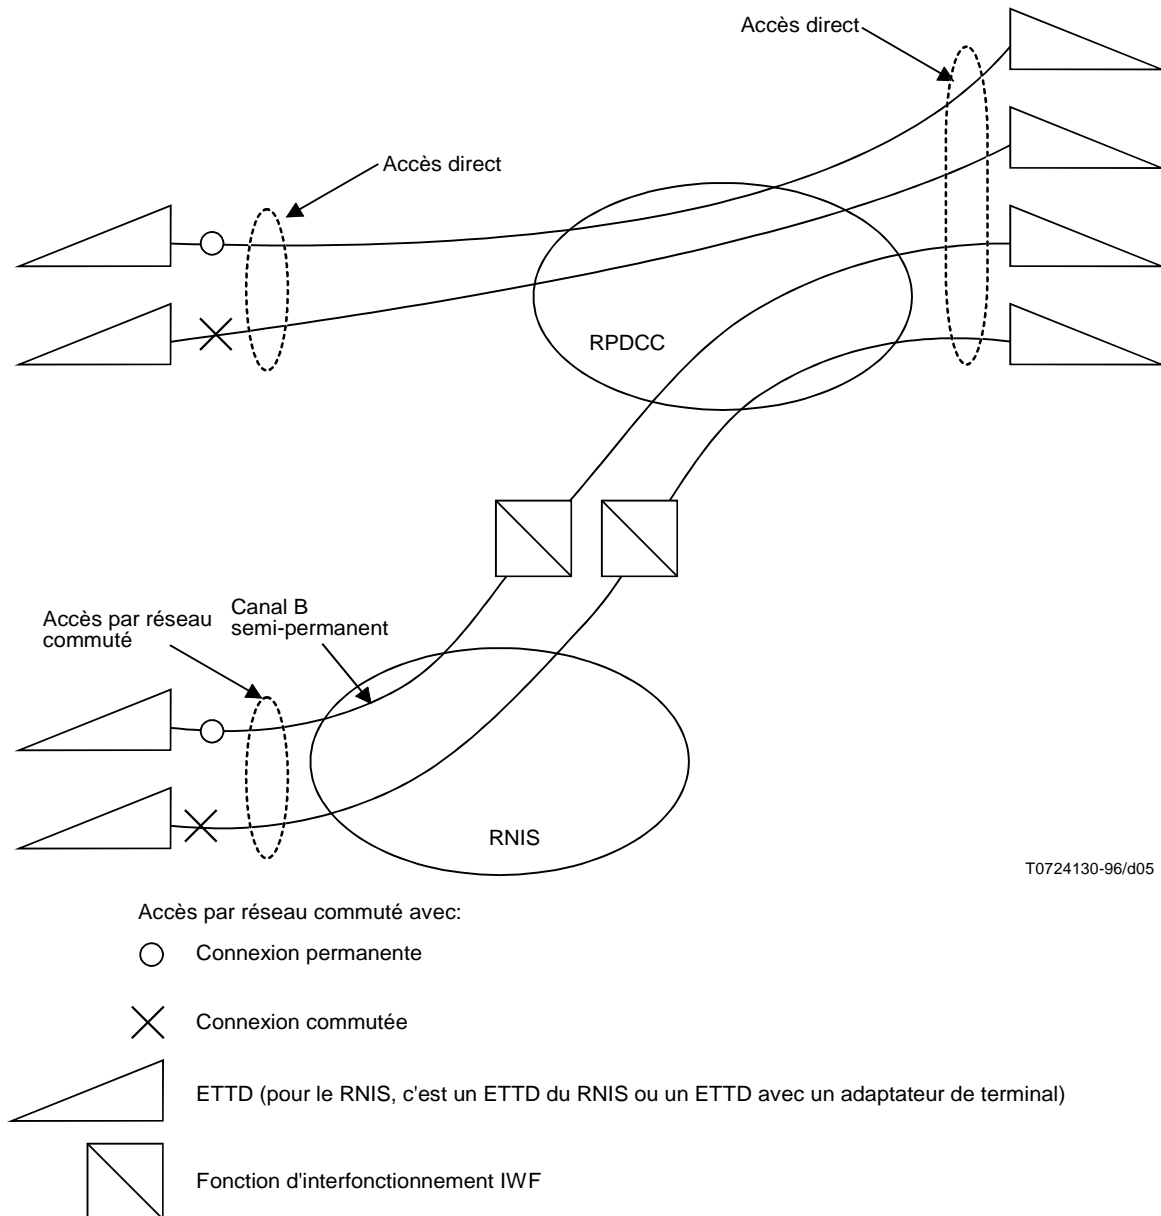 Accès direct
Accès direct
RPDCC
Accès par réseau
commuté
Canal B
semi-permanent
RNIS
T0724130-96/d05
Accès par réseau commuté avec:
Connexion permanente
Connexion commutée
ETTD (pour le RNIS, c'est un ETTD du RNIS ou un ETTD avec un adaptateur de terminal)
Fonction d'interfonctionnement IWF